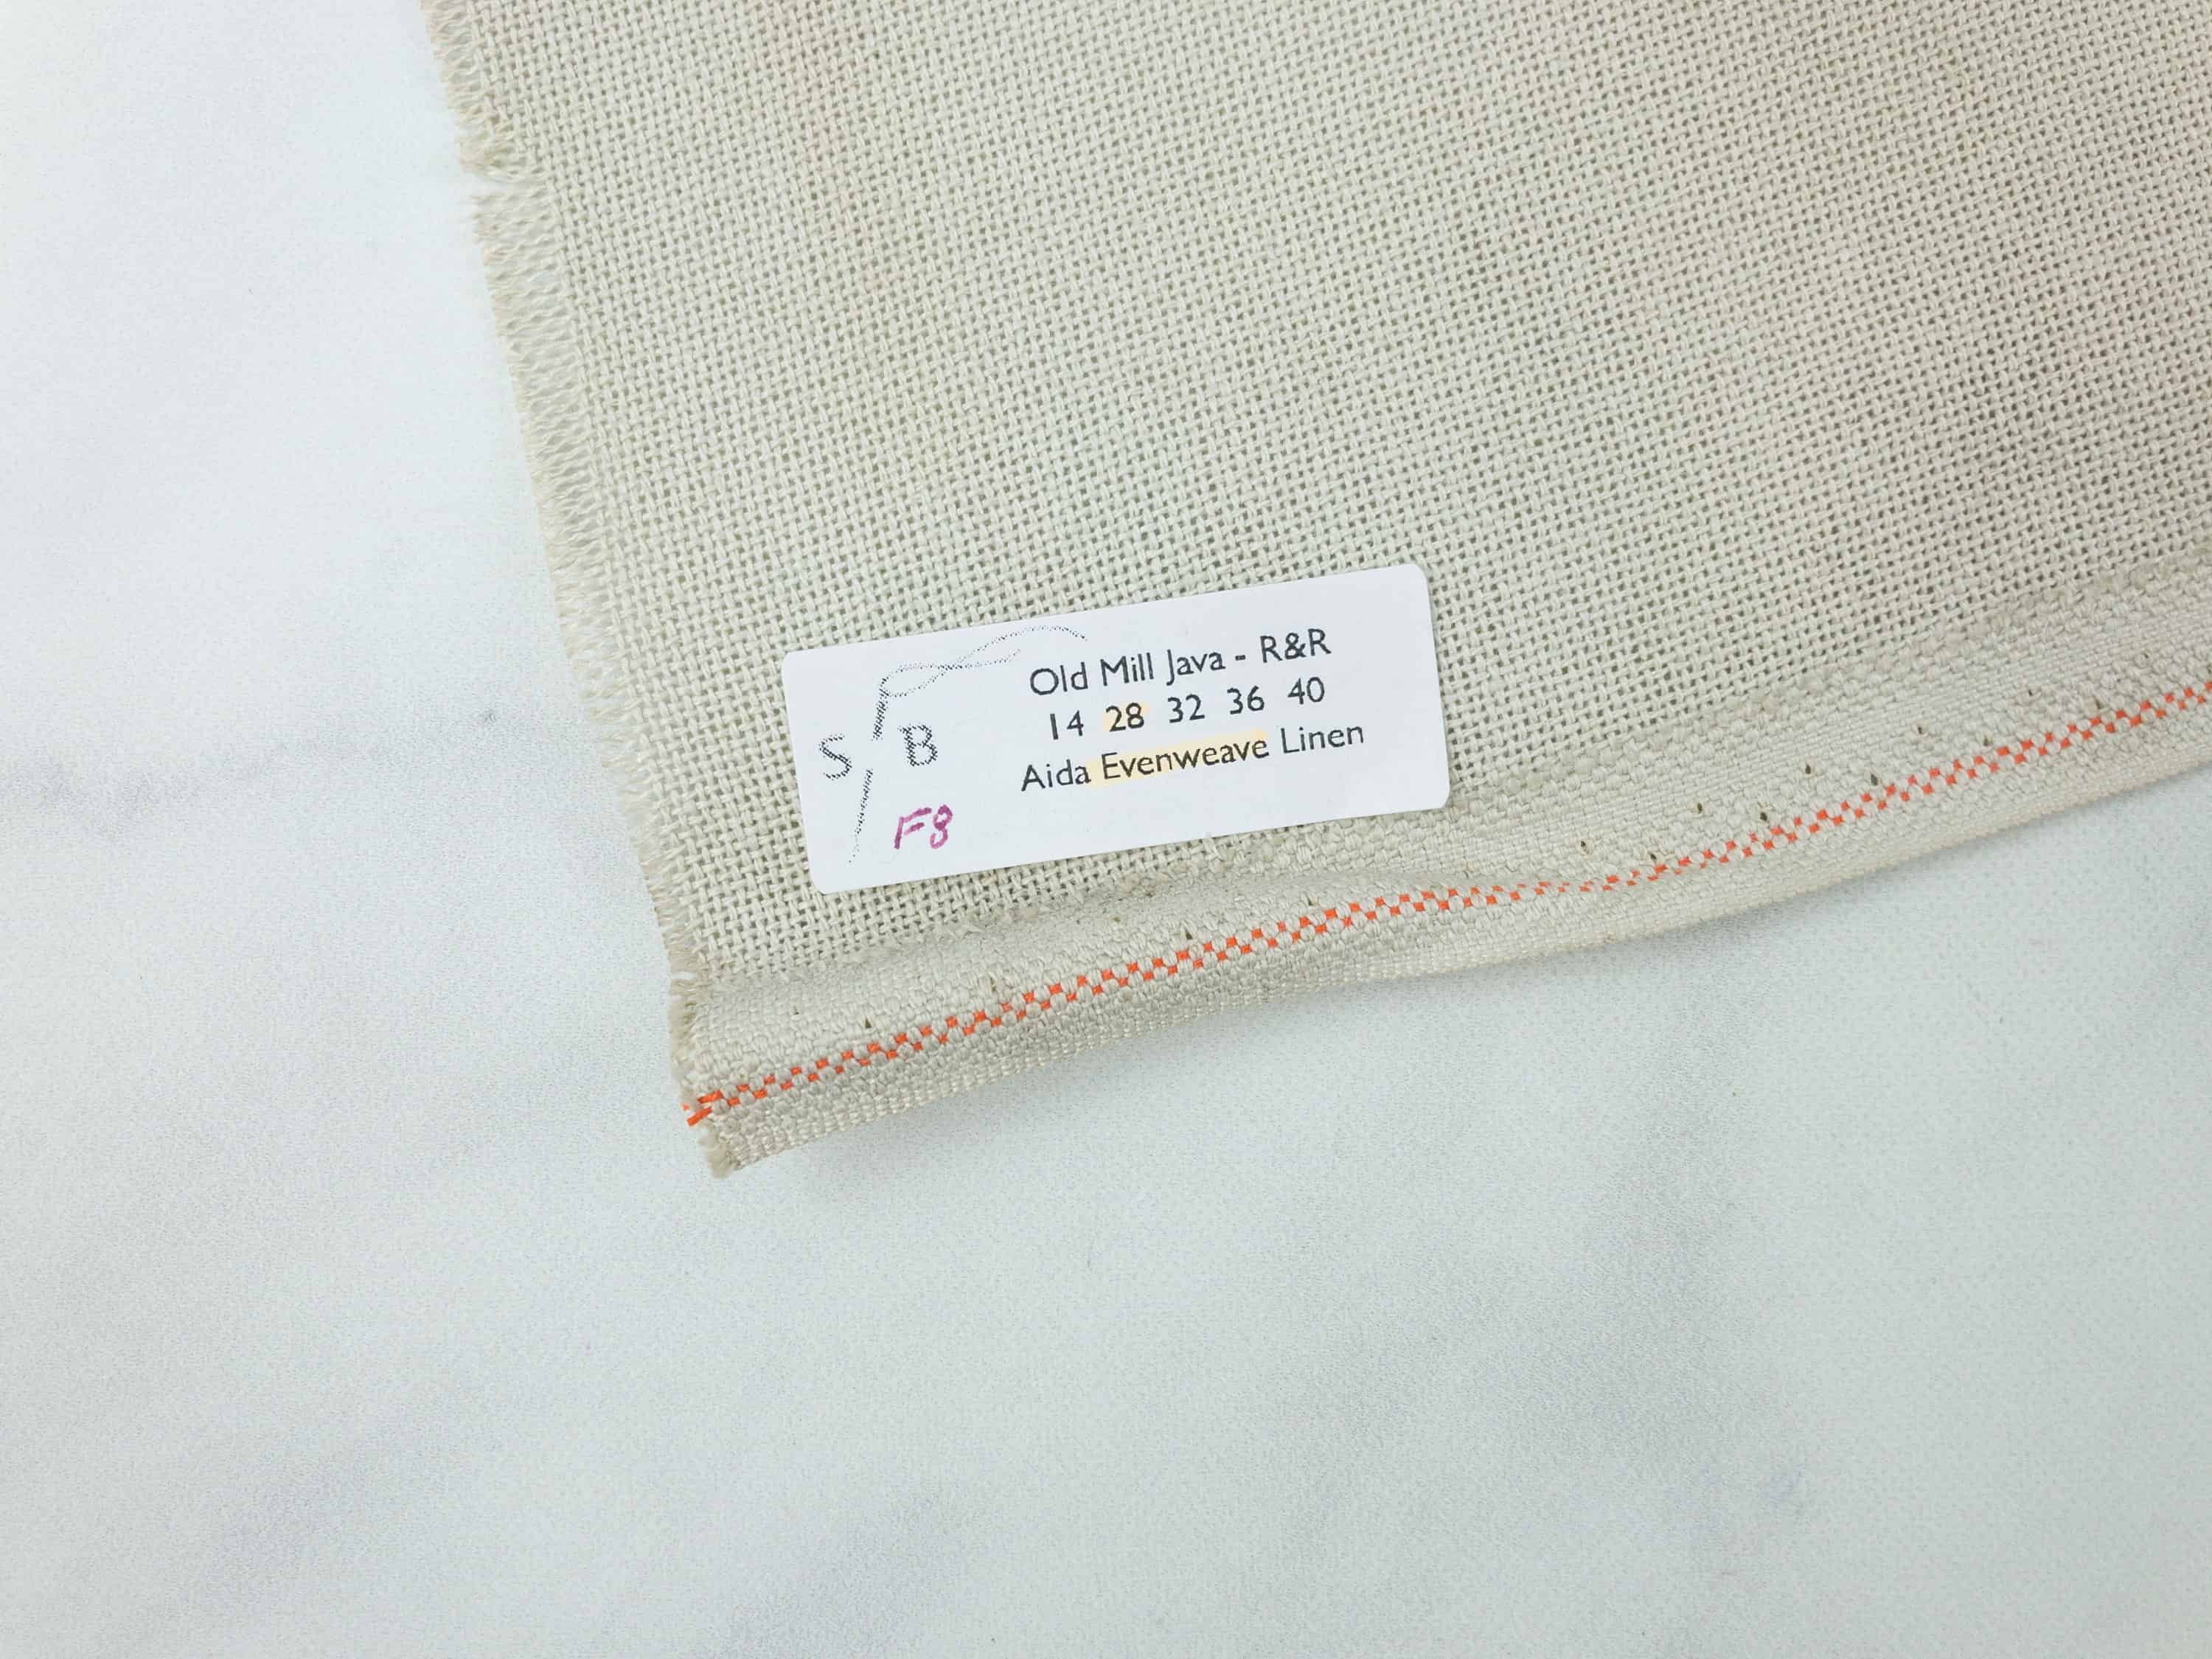 Old Mill Java - R&R
14 28 32 36 40
Aida Evenweave Linen
S B
F8